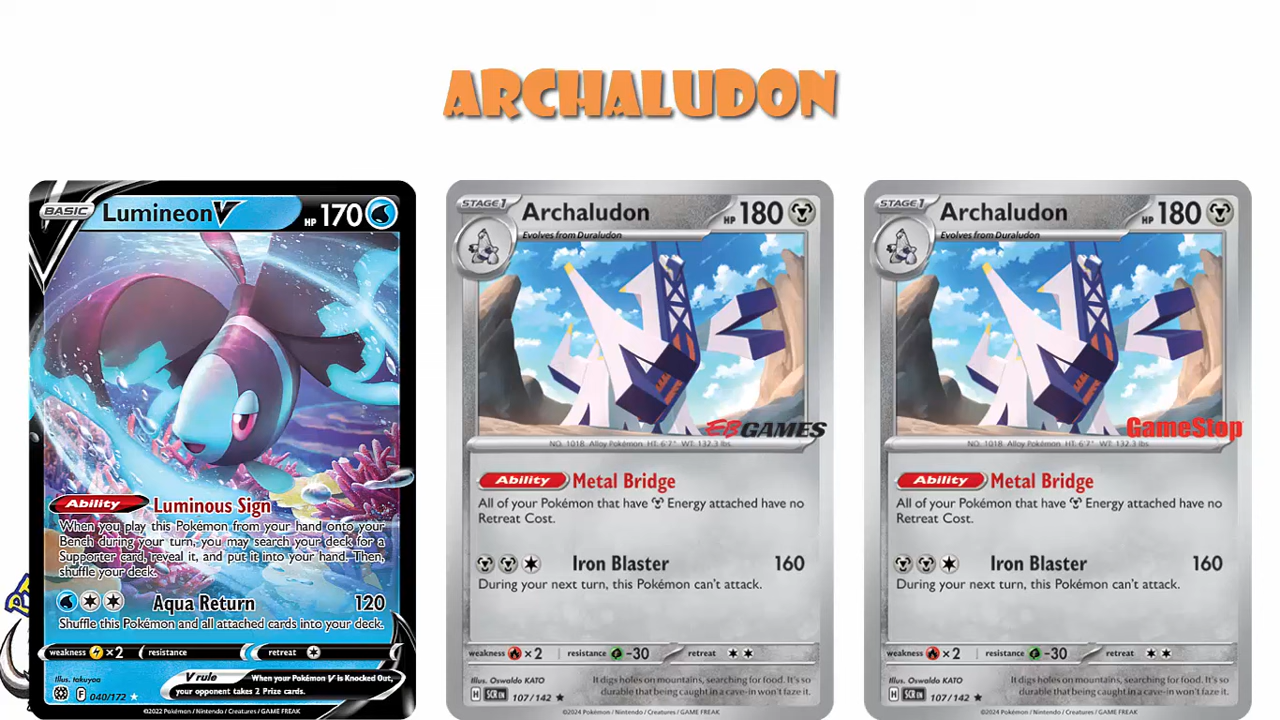 ARCHALUDON
BASIC LumineonV HP 170
Ability Luminous Sign
When you play this Pokémon from your hand onto your
Bench during your turn, you may search your deck for a
Supporter card, reveal it, and put it into your hand. Then,
shuffle your deck.
Aqua Return 120
Shuffle this Pokémon and all attached cards into your deck.
weakness ×2 resistance retreat
Illus. takuyoa
V rule When your Pokémon V is Knocked Out,
your opponent takes 2 Prize cards.
F 040/172
©2022 Pokémon / Nintendo / Creatures / GAME FREAK
STAGE 1 Archaludon HP 180
Evolves from Duraludon
EB GAMES
NO. 1018 Alloy Pokémon HT: 6'7" WT: 132.3 lbs.
Ability Metal Bridge
All of your Pokémon that have Energy attached have no
Retreat Cost.
Iron Blaster 160
During your next turn, this Pokémon can't attack.
weakness ×2 resistance -30 retreat
Illus. Oswaldo KATO
It digs holes on mountains, searching for food. It's so
durable that being caught in a cave-in won't faze it.
H SCR EN 107/142
©2024 Pokémon / Nintendo / Creatures / GAME FREAK
STAGE 1 Archaludon HP 180
Evolves from Duraludon
GameStop
NO. 1018 Alloy Pokémon HT: 6'7" WT: 132.3 lbs.
Ability Metal Bridge
All of your Pokémon that have Energy attached have no
Retreat Cost.
Iron Blaster 160
During your next turn, this Pokémon can't attack.
weakness ×2 resistance -30 retreat
Illus. Oswaldo KATO
It digs holes on mountains, searching for food. It's so
durable that being caught in a cave-in won't faze it.
H SCR EN 107/142
©2024 Pokémon / Nintendo / Creatures / GAME FREAK